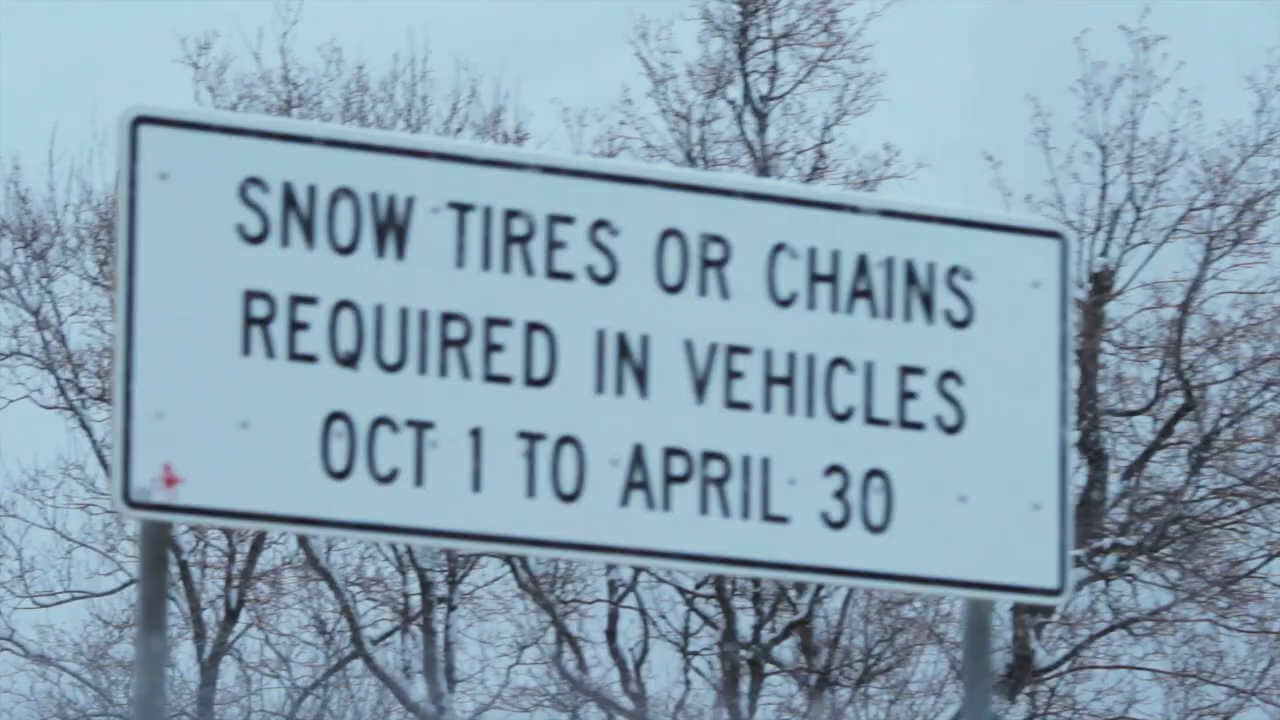 SNOW TIRES OR CHAINS
REQUIRED IN VEHICLES
OCT 1 TO APRIL 30